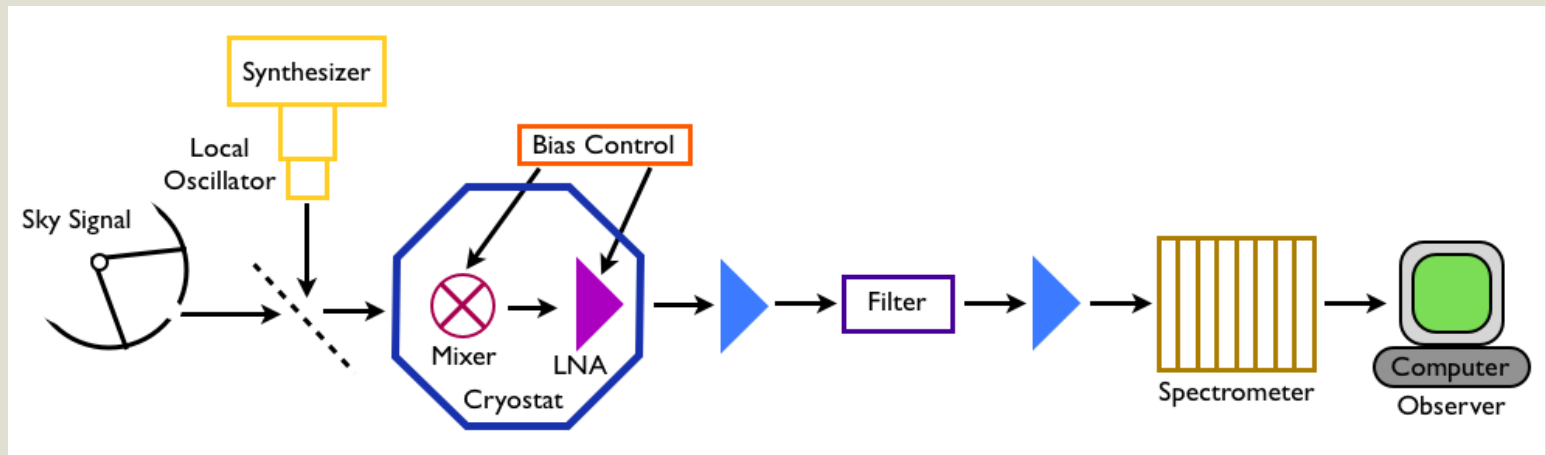 Synthesizer
Local
Oscillator
Bias Control
Sky Signal
Mixer
LNA
Cryostat
Filter
Spectrometer
Computer
Observer